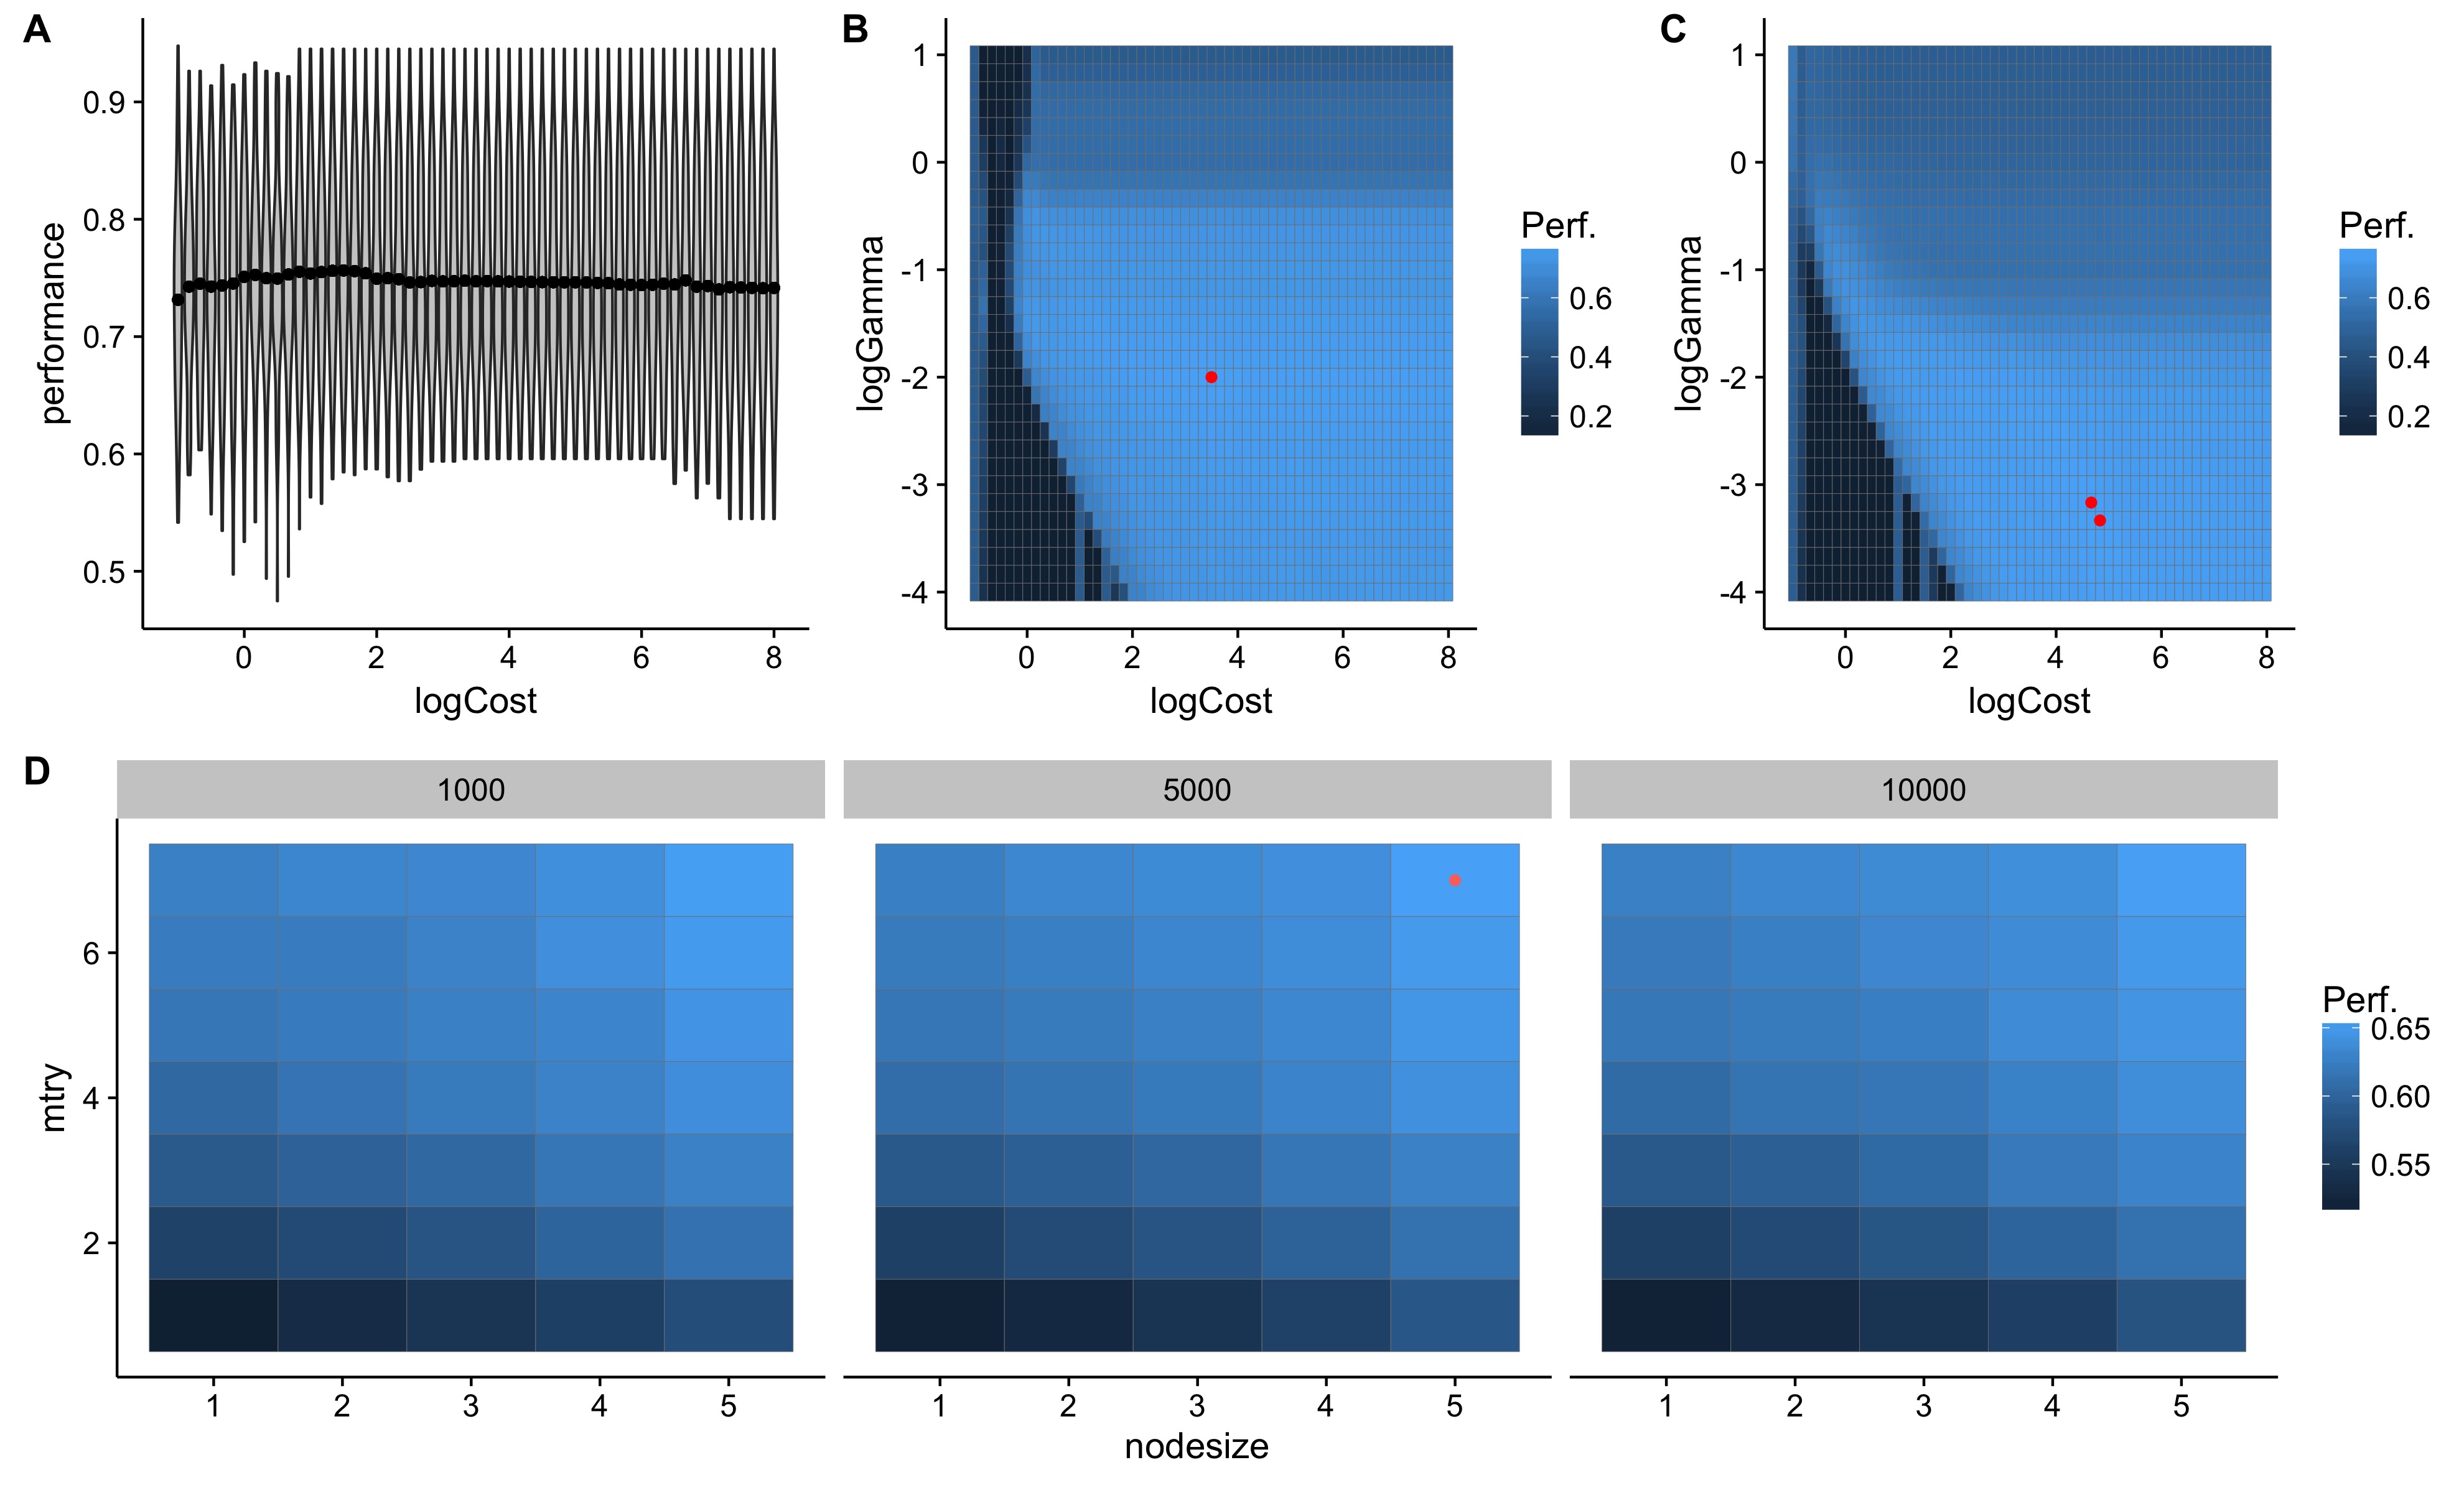 A
performance
0.9
0.8
0.7
0.6
0.5
0 2 4 6 8
logCost
B
logGamma
1
0
-1
-2
-3
-4
0 2 4 6 8
logCost
Perf.
0.6
0.4
0.2
C
logGamma
1
0
-1
-2
-3
-4
0 2 4 6 8
logCost
Perf.
0.6
0.4
0.2
D
1000 5000 10000
mtry
6
4
2
1 2 3 4 5 1 2 3 4 5 1 2 3 4 5
nodesize
Perf.
0.65
0.60
0.55